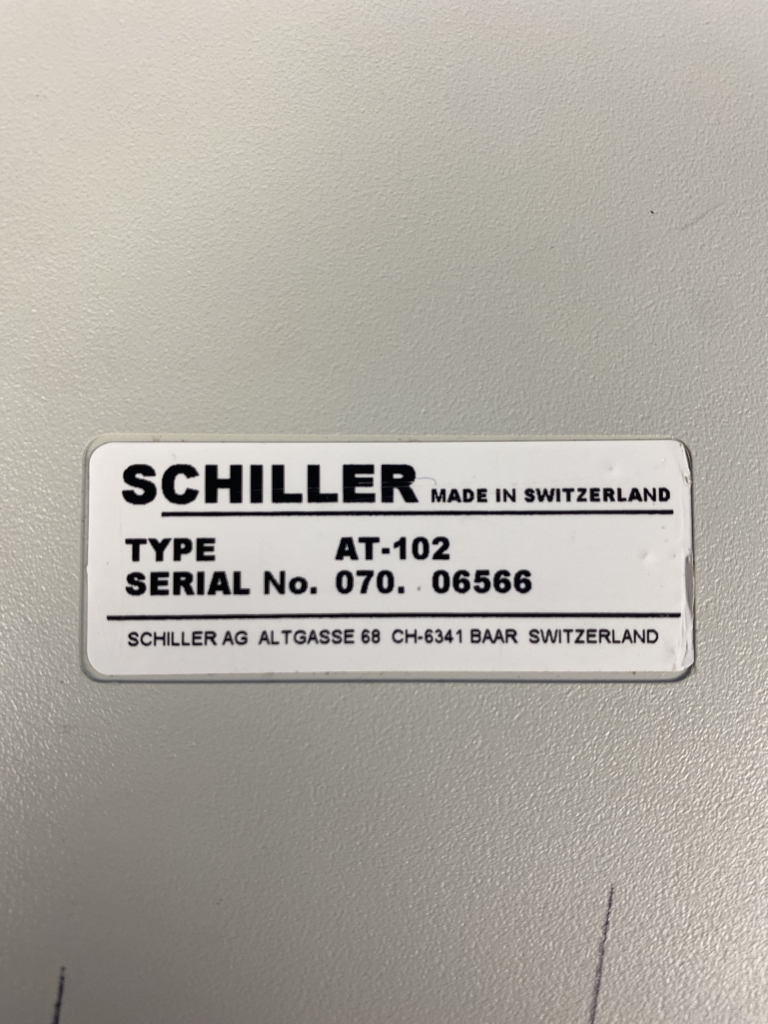 SCHILLER MADE IN SWITZERLAND
TYPE AT-102
SERIAL No. 070. 06566
SCHILLER AG ALTGASSE 68 CH-6341 BAAR SWITZERLAND